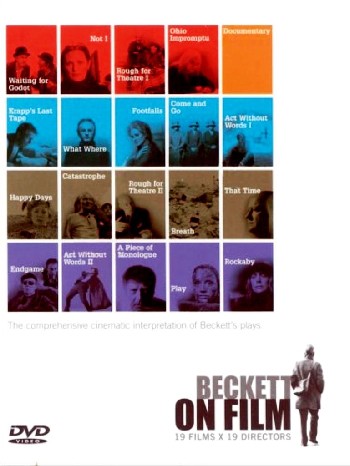 Waiting for
Godot
Not I
Rough for
Theatre I
Ohio
Impromptu
Documentary
Krapp's Last
Tape
What Where
Footfalls
Come and
Go
Act Without
Words I
Happy Days
Catastrophe
Rough for
Theatre II
Breath
That Time
Endgame
Act Without
Words II
A Piece of
Monologue
Play
Rockaby
The comprehensive cinematic interpretation of Beckett's plays
BECKETT
ON FILM
19 FILMS X 19 DIRECTORS
DVD
VIDEO